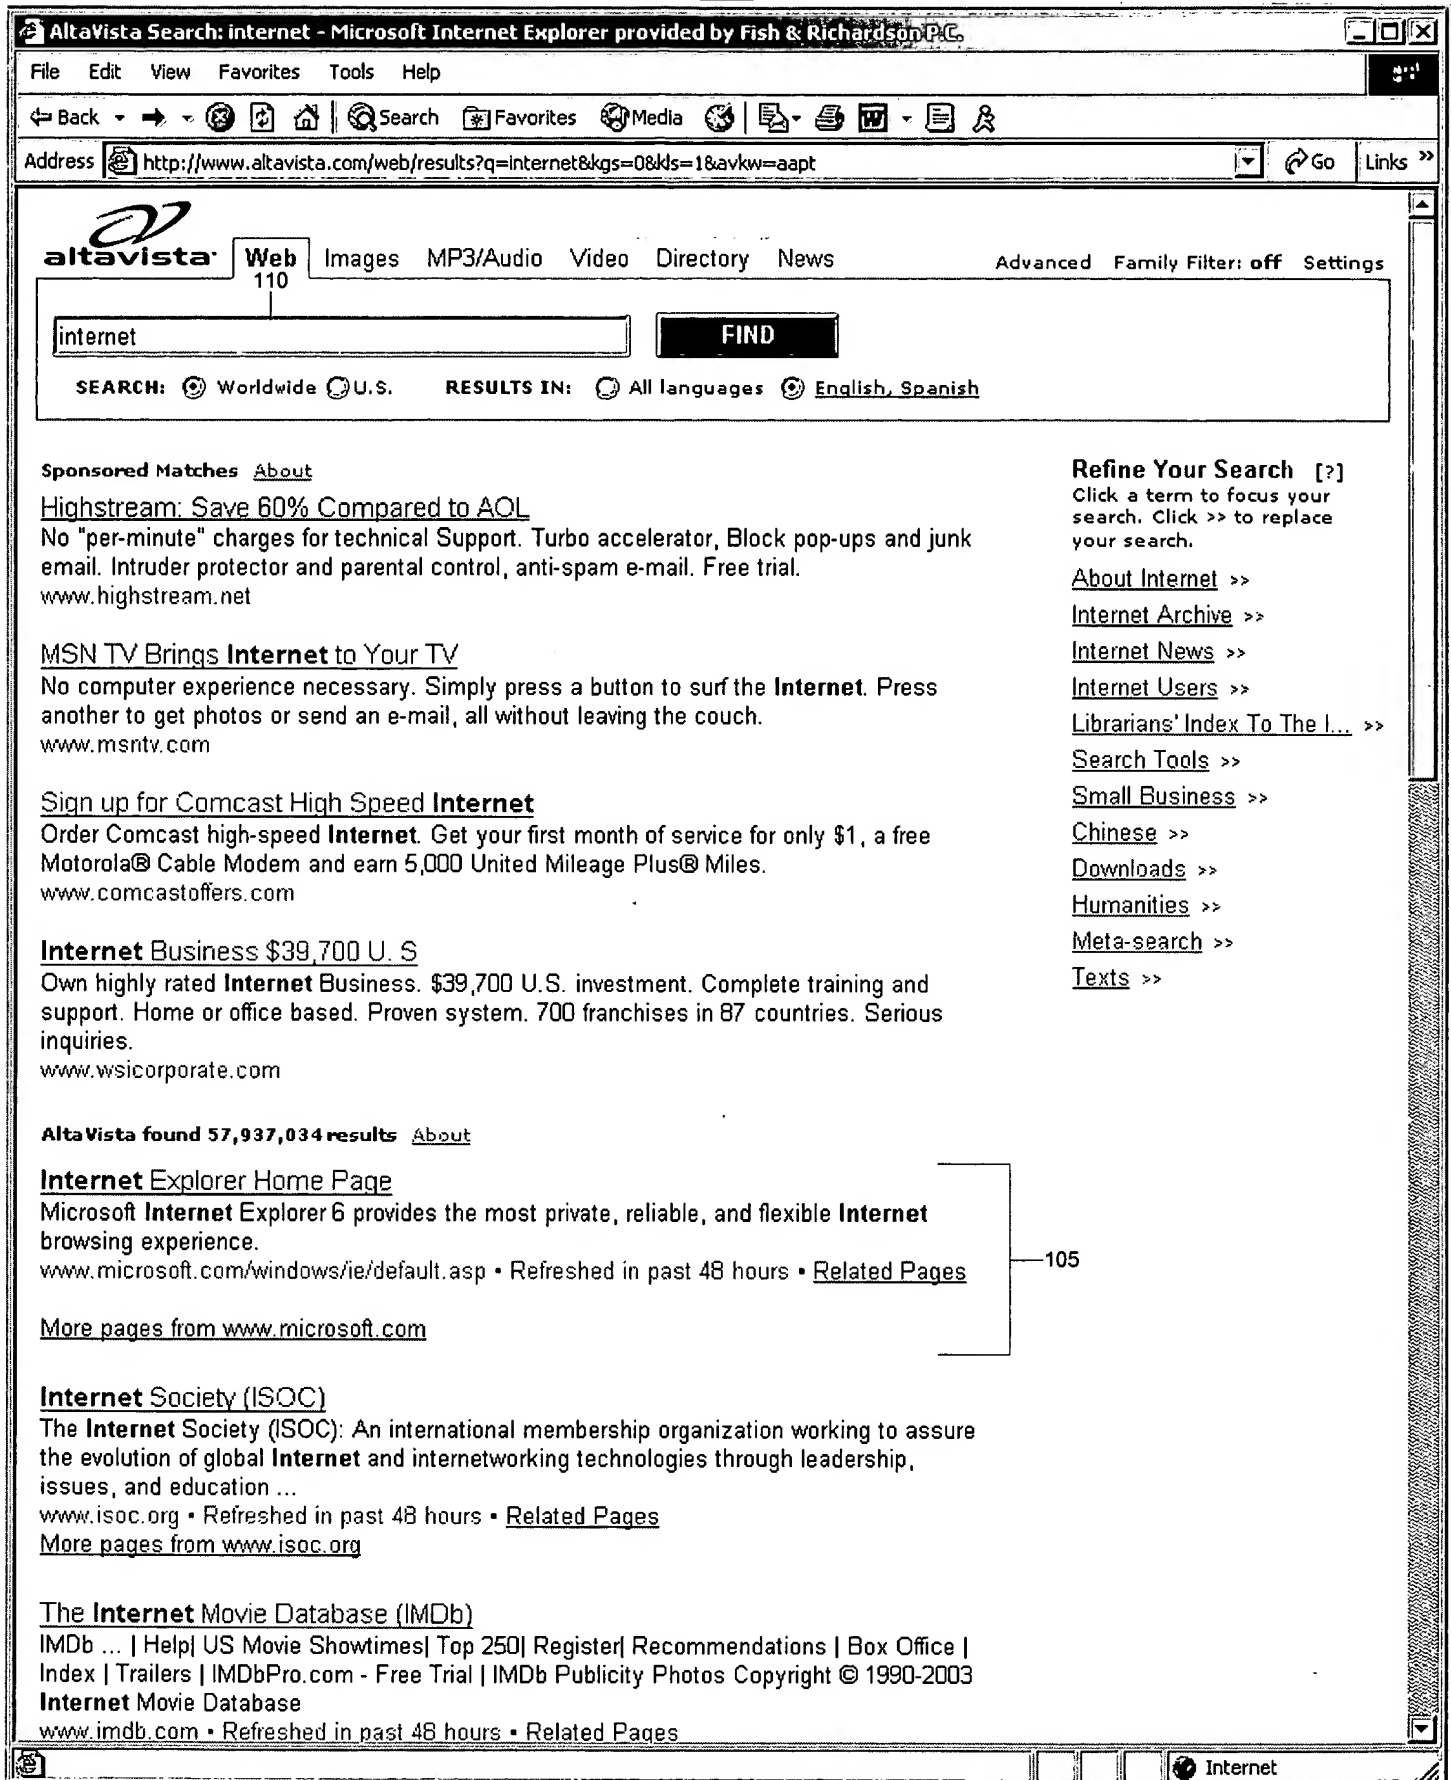 AltaVista Search: internet - Microsoft Internet Explorer provided by Fish & Richardson P.C.
File Edit View Favorites Tools Help
Back Search Favorites Media
Address http://www.altavista.com/web/results?q=internet&kgs=0&kls=1&avkw=aapt Go Links »
altavista Web Images MP3/Audio Video Directory News Advanced Family Filter: off Settings
110
internet FIND
SEARCH: Worldwide U.S. RESULTS IN: All languages English, Spanish
Sponsored Matches About
Highstream: Save 60% Compared to AOL
No "per-minute" charges for technical Support. Turbo accelerator, Block pop-ups and junk
email. Intruder protector and parental control, anti-spam e-mail. Free trial.
www.highstream.net
MSN TV Brings Internet to Your TV
No computer experience necessary. Simply press a button to surf the Internet. Press
another to get photos or send an e-mail, all without leaving the couch.
www.msntv.com
Sign up for Comcast High Speed Internet
Order Comcast high-speed Internet. Get your first month of service for only $1, a free
Motorola® Cable Modem and earn 5,000 United Mileage Plus® Miles.
www.comcastoffers.com
Internet Business $39,700 U. S
Own highly rated Internet Business. $39,700 U.S. investment. Complete training and
support. Home or office based. Proven system. 700 franchises in 87 countries. Serious
inquiries.
www.wsicorporate.com
Refine Your Search [?]
Click a term to focus your
search. Click >> to replace
your search.
About Internet >>
Internet Archive >>
Internet News >>
Internet Users >>
Librarians' Index To The I... >>
Search Tools >>
Small Business >>
Chinese >>
Downloads >>
Humanities >>
Meta-search >>
Texts >>
AltaVista found 57,937,034 results About
Internet Explorer Home Page
Microsoft Internet Explorer 6 provides the most private, reliable, and flexible Internet
browsing experience.
www.microsoft.com/windows/ie/default.asp • Refreshed in past 48 hours • Related Pages
105
More pages from www.microsoft.com
Internet Society (ISOC)
The Internet Society (ISOC): An international membership organization working to assure
the evolution of global Internet and internetworking technologies through leadership,
issues, and education ...
www.isoc.org • Refreshed in past 48 hours • Related Pages
More pages from www.isoc.org
The Internet Movie Database (IMDb)
IMDb ... | Help| US Movie Showtimes| Top 250| Register| Recommendations | Box Office |
Index | Trailers | IMDbPro.com - Free Trial | IMDb Publicity Photos Copyright © 1990-2003
Internet Movie Database
www.imdb.com • Refreshed in past 48 hours • Related Pages
Internet